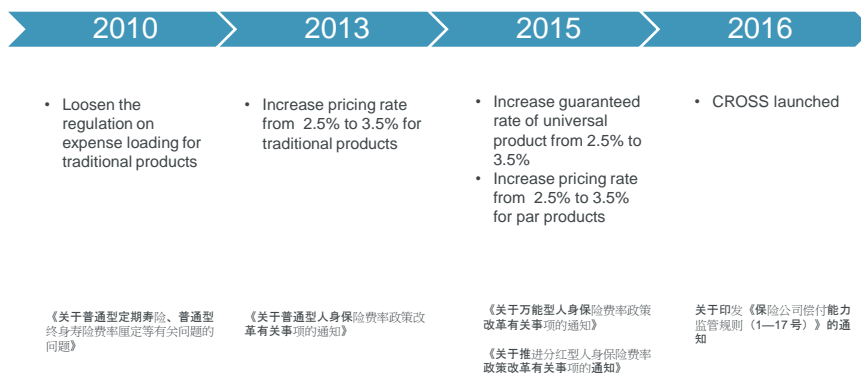 2010
2013
2015
2016
• Loosen the
regulation on
expense loading for
traditional products
• Increase pricing rate
from 2.5% to 3.5% for
traditional products
• Increase guaranteed
rate of universal
product from 2.5% to
3.5%
• Increase pricing rate
from 2.5% to 3.5%
for par products
• CROSS launched
《关于普通型定期寿险、普通型
终身寿险费率厘定等有关问题的
问题》
《关于普通型人身保险费率政策改
革有关事项的通知》
《关于万能型人身保险费率政策
改革有关事项的通知》
《关于推进分红型人身保险费率
政策改革有关事项的通知》
关于印发《保险公司偿付能力
监管规则（1—17号）》的通
知